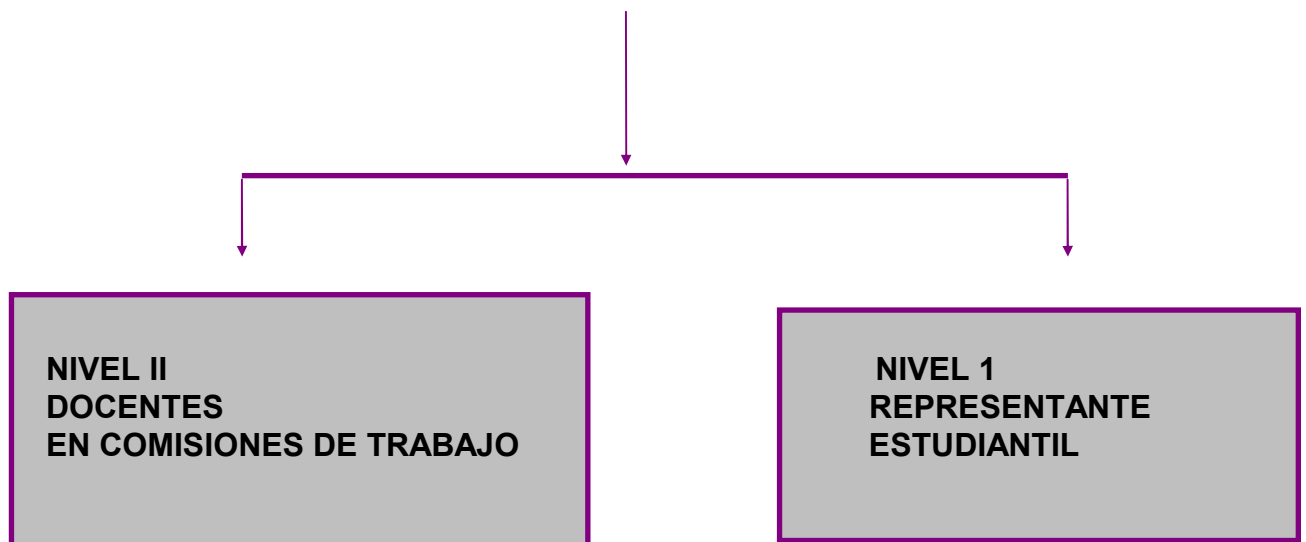 NIVEL II
DOCENTES
EN COMISIONES DE TRABAJO
NIVEL 1
REPRESENTANTE
ESTUDIANTIL